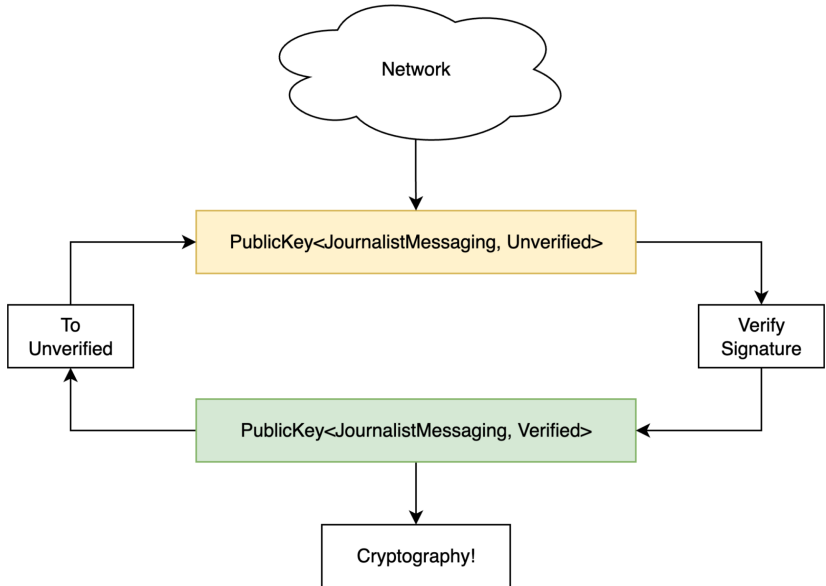 Network
PublicKey<JournalistMessaging, Unverified>
To
Unverified
Verify
Signature
PublicKey<JournalistMessaging, Verified>
Cryptography!